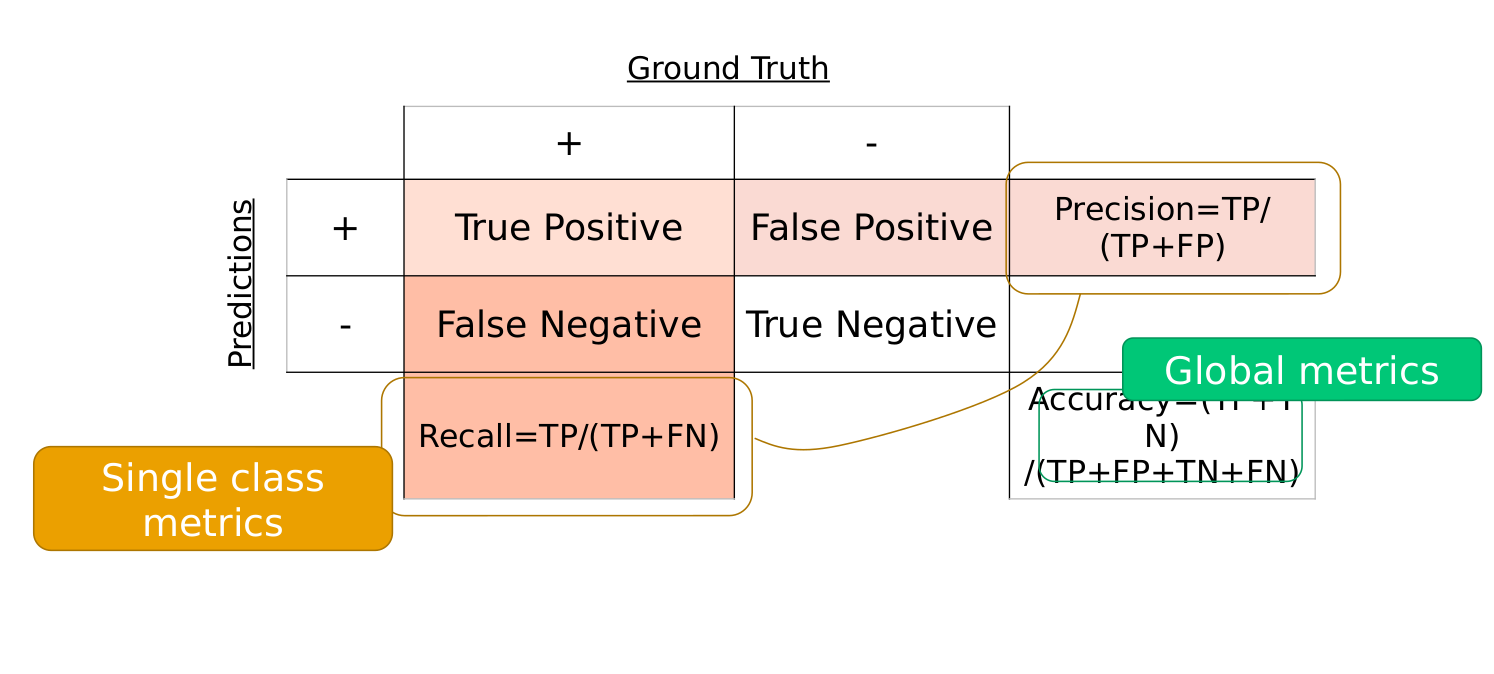 Ground Truth
+
-
Predictions
+
True Positive
False Positive
Precision=TP/
(TP+FP)
-
False Negative
True Negative
Global metrics
Recall=TP/(TP+FN)
Accuracy=(TP+T
N)
/(TP+FP+TN+FN)
Single class
metrics